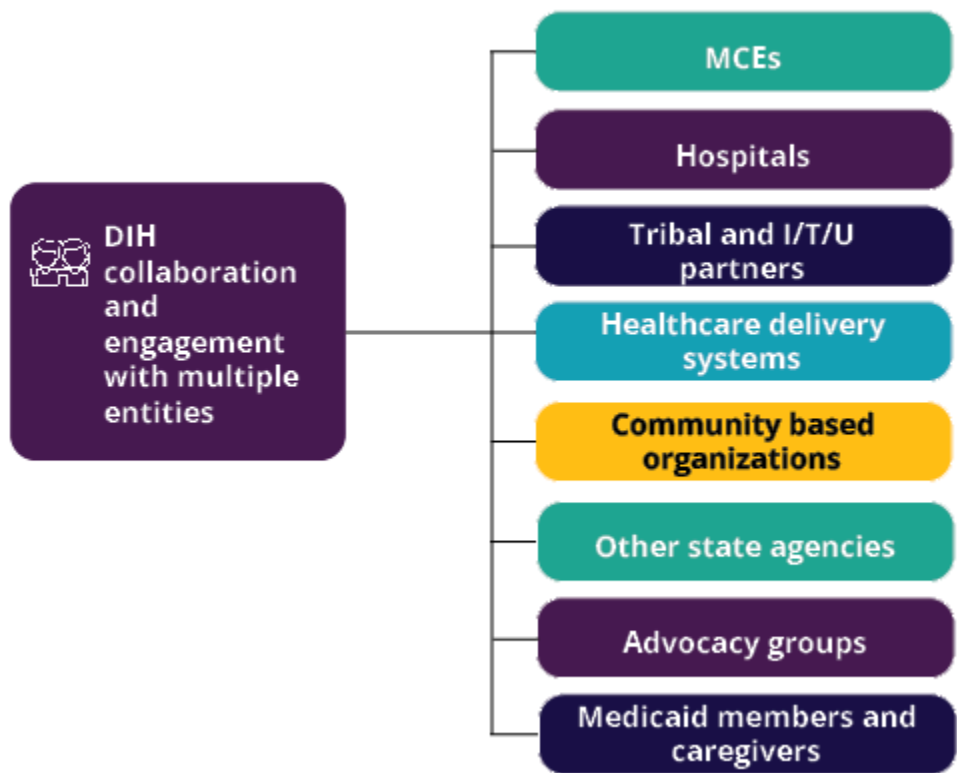 DIH
collaboration
and
engagement
with multiple
entities
MCEs
Hospitals
Tribal and I/T/U
partners
Healthcare delivery
systems
Community based
organizations
Other state agencies
Advocacy groups
Medicaid members and
caregivers